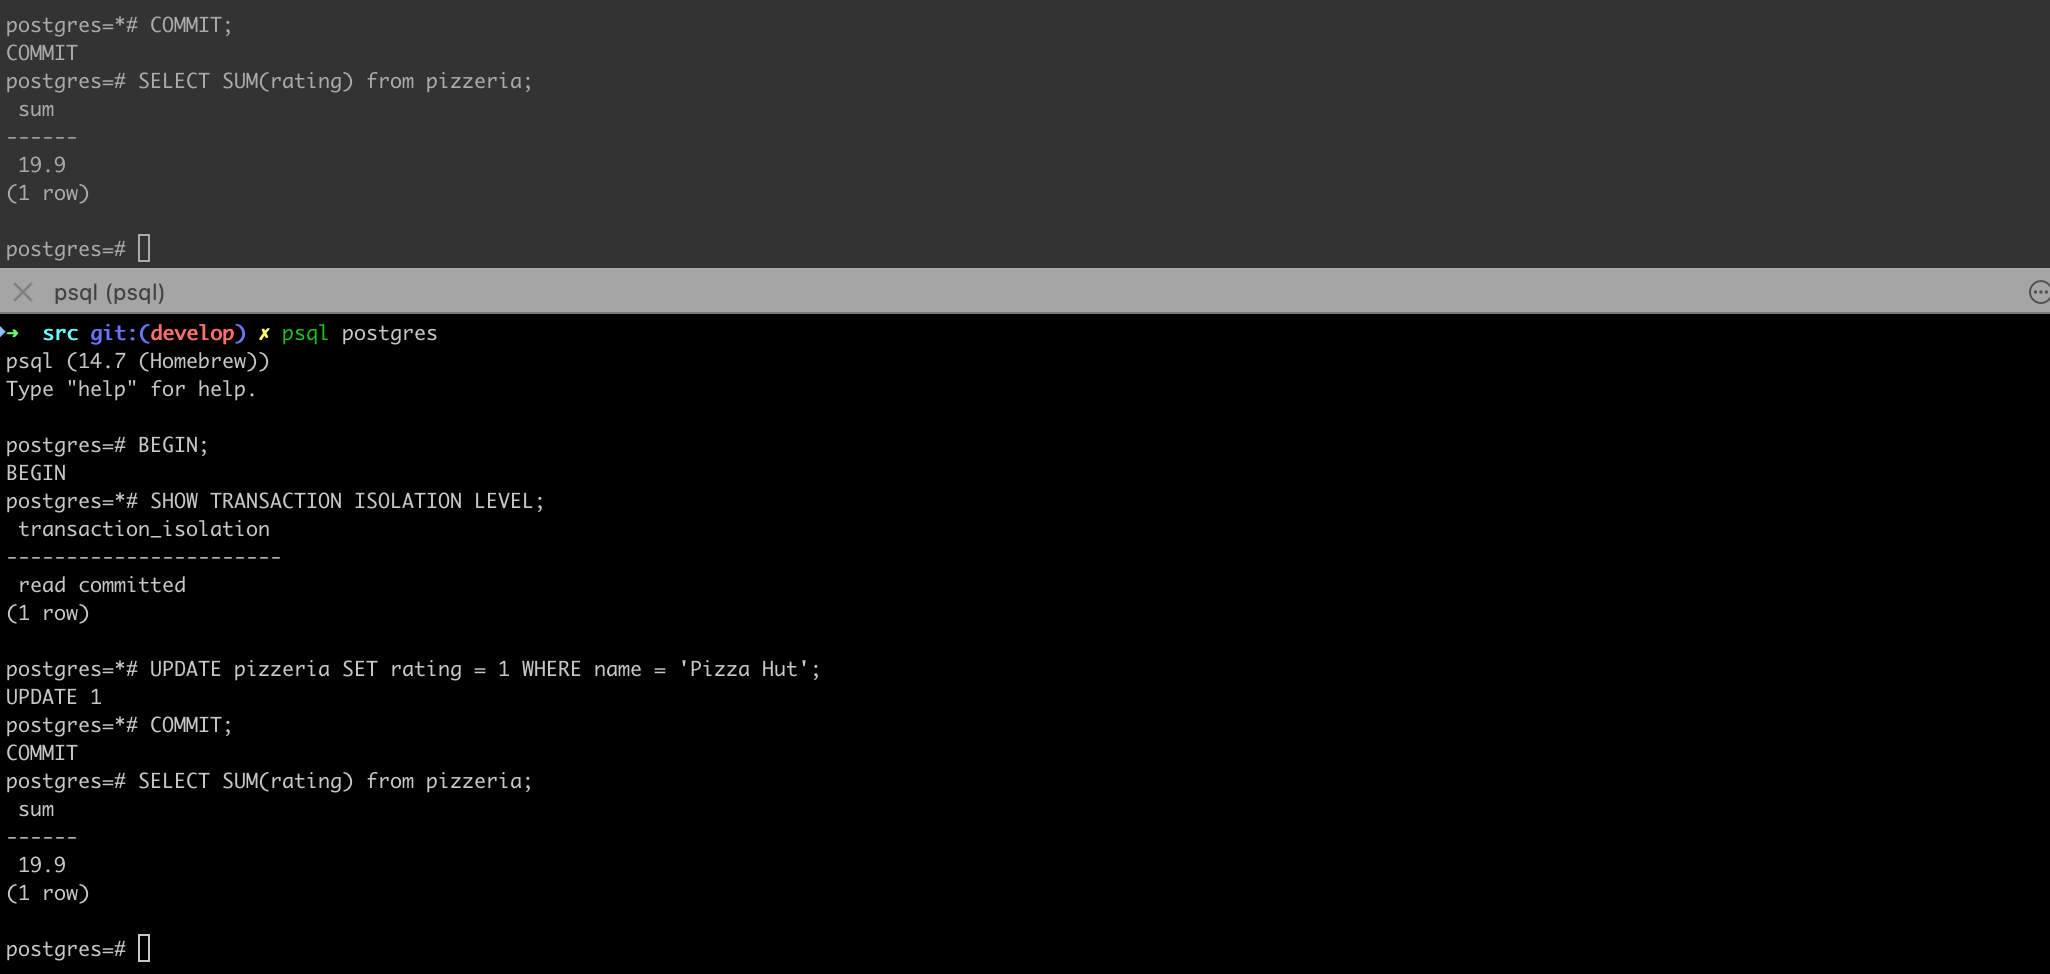 postgres=*# COMMIT;
COMMIT
postgres=# SELECT SUM(rating) from pizzeria;
 sum
------
 19.9
(1 row)

postgres=#
psql (psql)
→ src git:(develop) ✗ psql postgres
psql (14.7 (Homebrew))
Type "help" for help.

postgres=# BEGIN;
BEGIN
postgres=*# SHOW TRANSACTION ISOLATION LEVEL;
 transaction_isolation
-----------------------
 read committed
(1 row)

postgres=*# UPDATE pizzeria SET rating = 1 WHERE name = 'Pizza Hut';
UPDATE 1
postgres=*# COMMIT;
COMMIT
postgres=# SELECT SUM(rating) from pizzeria;
 sum
------
 19.9
(1 row)

postgres=#